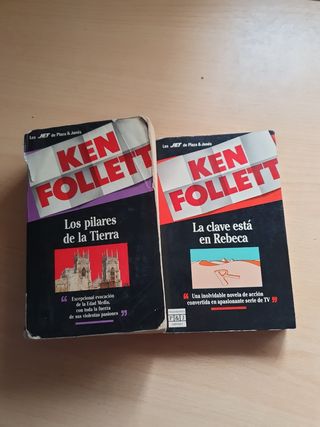 Los JET de Plaza & Janés
KEN
FOLLETT
Los pilares
de la Tierra
“ Excepcional evocación
de la Edad Media,
con toda la fuerza
de sus violentas pasiones ”
Los JET de Plaza & Janés
KEN
FOLLETT
La clave está
en Rebeca
“ Una inolvidable novela de acción
convertida en apasionante serie de TV ”